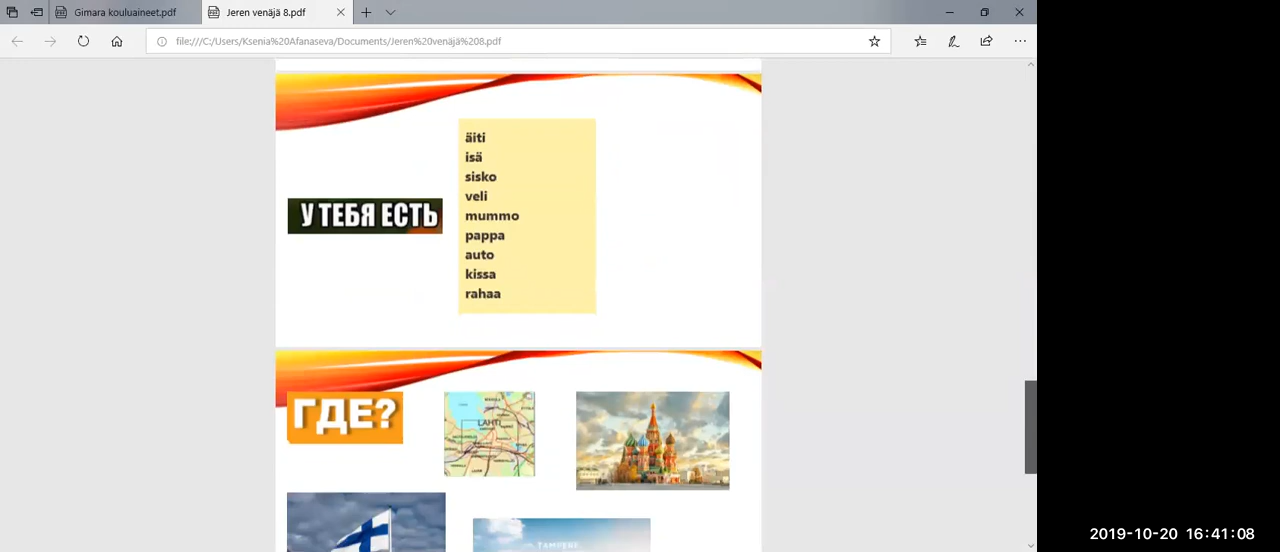 Gimara kouluaineet.pdf
Jeren venäjä 8.pdf
file:///C:/Users/Ksenia%20Afanaseva/Documents/Jeren%20venäjä%208.pdf
У ТЕБЯ ЕСТЬ
äiti
isä
sisko
veli
mummo
pappa
auto
kissa
rahaa
ГДЕ?
LAHTI
TAMPERE
2019-10-20 16:41:08